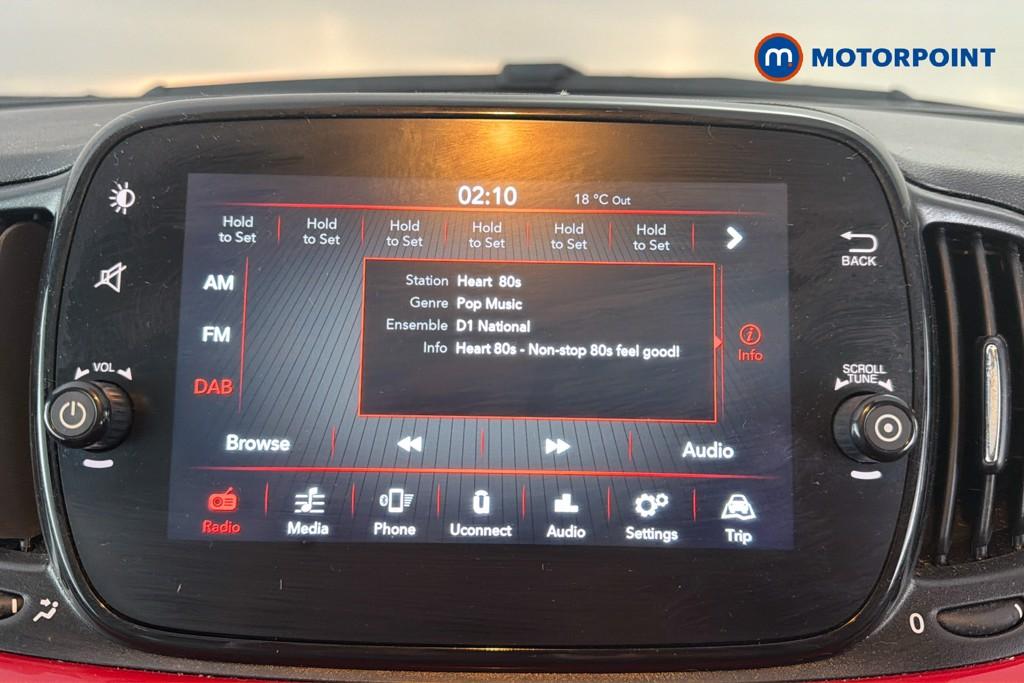 m MOTORPOINT
02:10 18 °C Out
Hold to Set
Hold to Set
Hold to Set
Hold to Set
Hold to Set
Hold to Set
AM
FM
DAB
Station Heart 80s
Genre Pop Music
Ensemble D1 National
Info Heart 80s - Non-stop 80s feel good!
i
Info
BACK
VOL
SCROLL
TUNE
Browse
Audio
Radio
Media
Phone
Uconnect
Audio
Settings
Trip
0